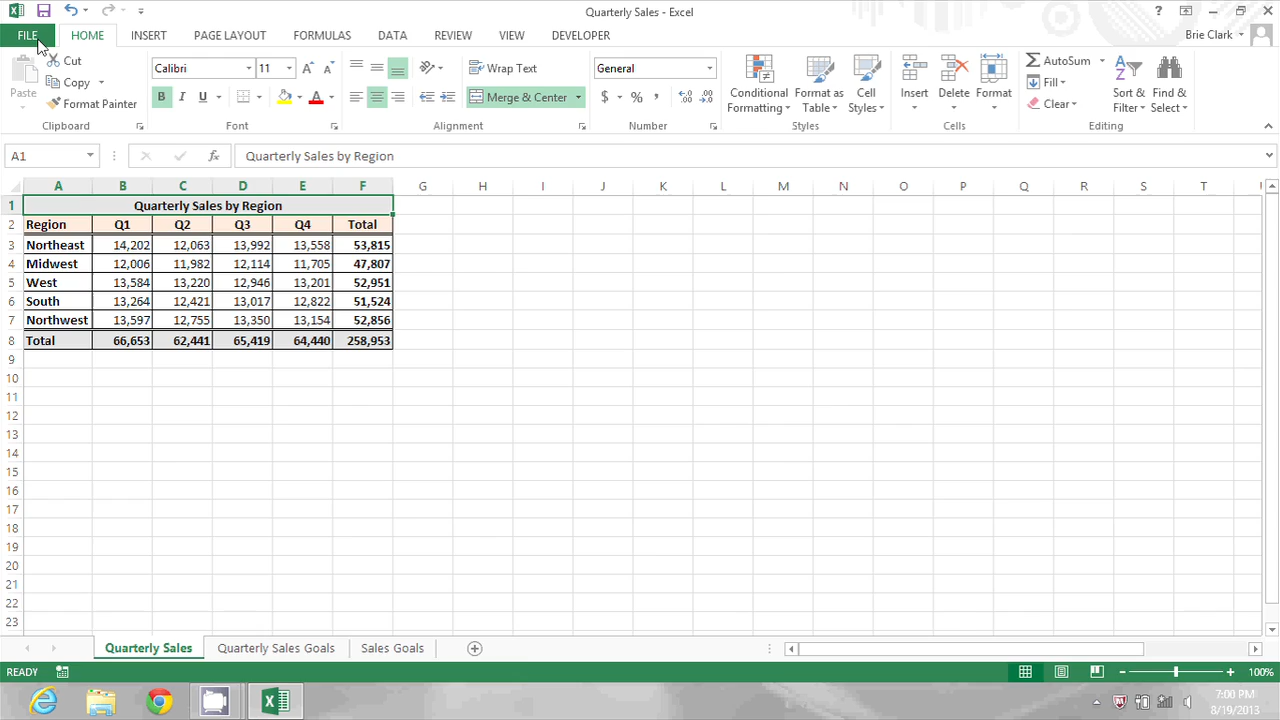 Quarterly Sales - Excel
?
FILE HOME INSERT PAGE LAYOUT FORMULAS DATA REVIEW VIEW DEVELOPER Brie Clark
Paste
Cut
Copy
Format Painter
Clipboard
Calibri 11
B I U
Font
Wrap Text
Merge & Center
Alignment
General
$ % ,
Number
Conditional Formatting
Format as Table
Cell Styles
Styles
Insert Delete Format
Cells
AutoSum
Fill
Clear
Sort & Filter
Find & Select
Editing
A1 fx Quarterly Sales by Region
A B C D E F G H I J K L M N O P Q R S T
1 Quarterly Sales by Region
2 Region Q1 Q2 Q3 Q4 Total
3 Northeast 14,202 12,063 13,992 13,558 53,815
4 Midwest 12,006 11,982 12,114 11,705 47,807
5 West 13,584 13,220 12,946 13,201 52,951
6 South 13,264 12,421 13,017 12,822 51,524
7 Northwest 13,597 12,755 13,350 13,154 52,856
8 Total 66,653 62,441 65,419 64,440 258,953
9
10
11
12
13
14
15
16
17
18
19
20
21
22
23
Quarterly Sales Quarterly Sales Goals Sales Goals
READY 100%
7:00 PM
8/19/2013